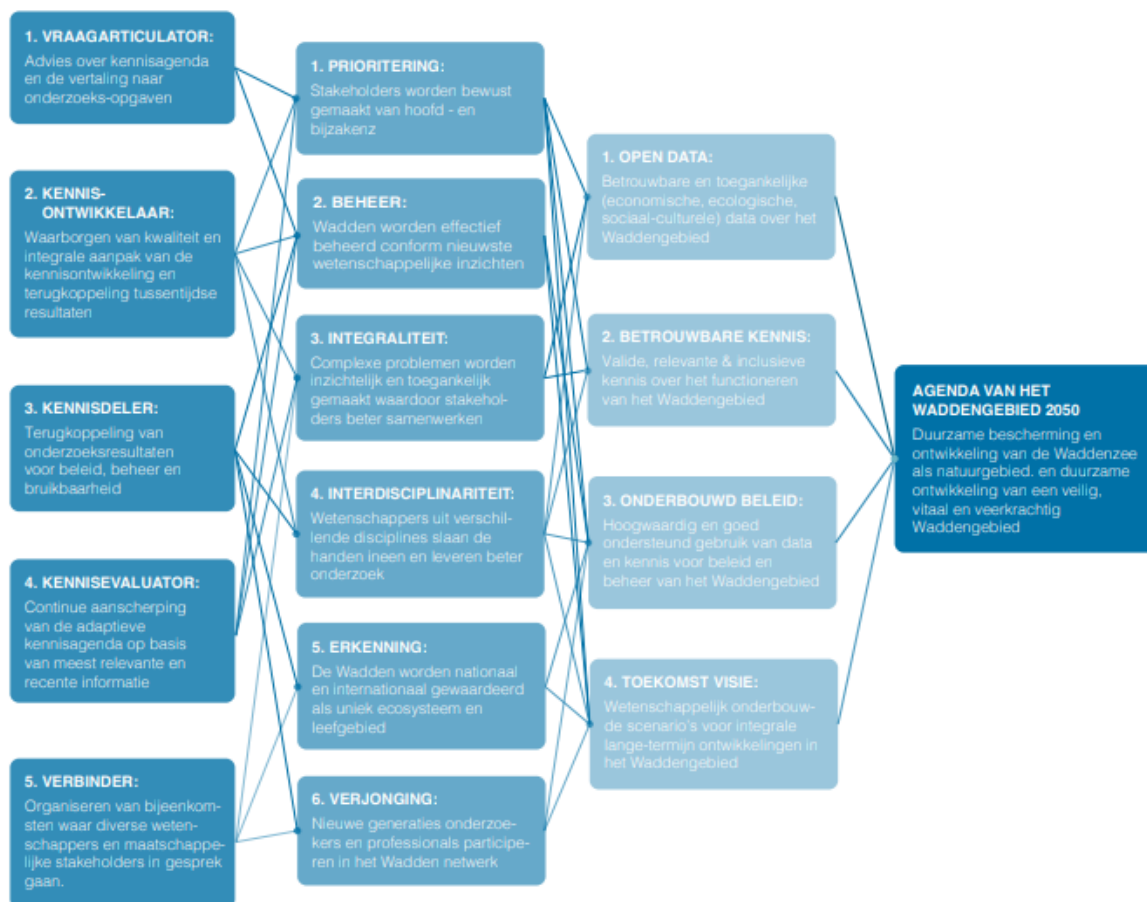 1. VRAAGARTICULATOR:
Advies over kennisagenda
en de vertaling naar
onderzoeks-opgaven
2. KENNIS-
ONTWIKKELAAR:
Waarborgen van kwaliteit en
integrale aanpak van de
kennisontwikkeling en
terugkoppeling tussentijdse
resultaten
3. KENNISDELER:
Terugkoppeling van
onderzoeksresultaten
voor beleid, beheer en
bruikbaarheid
4. KENNISEVALUATOR:
Continue aanscherping
van de adaptieve
kennisagenda op basis
van meest relevante en
recente informatie
5. VERBINDER:
Organiseren van bijeenkom-
sten waar diverse weten-
schappers en maatschappe-
lijke stakeholders in gesprek
gaan.
1. PRIORITERING:
Stakeholders worden bewust
gemaakt van hoofd - en
bijzakenz
2. BEHEER:
Wadden worden effectief
beheerd conform nieuwste
wetenschappelijke inzichten
3. INTEGRALITEIT:
Complexe problemen worden
inzichtelijk en toegankelijk
gemaakt waardoor stakehol-
ders beter samenwerken
4. INTERDISCIPLINARITEIT:
Wetenschappers uit verschil-
lende disciplines slaan de
handen ineen en leveren beter
onderzoek
5. ERKENNING:
De Wadden worden nationaal
en internationaal gewaardeerd
als uniek ecosysteem en
leefgebied
6. VERJONGING:
Nieuwe generaties onderzoe-
kers en professionals participe-
ren in het Wadden netwerk
1. OPEN DATA:
Betrouwbare en toegankelijke
(economische, ecologische,
sociaal-culturele) data over het
Waddengebied
2. BETROUWBARE KENNIS:
Valide, relevante & inclusieve
kennis over het functioneren
van het Waddengebied
3. ONDERBOUWD BELEID:
Hoogwaardig en goed
ondersteund gebruik van data
en kennis voor beleid en
beheer van het Waddengebied
4. TOEKOMST VISIE:
Wetenschappelijk onderbouw-
de scenario's voor integrale
lange-termijn ontwikkelingen in
het Waddengebied
AGENDA VAN HET
WADDENGEBIED 2050
Duurzame bescherming en
ontwikkeling van de Waddenzee
als natuurgebied. en duurzame
ontwikkeling van een veilig,
vitaal en veerkrachtig
Waddengebied